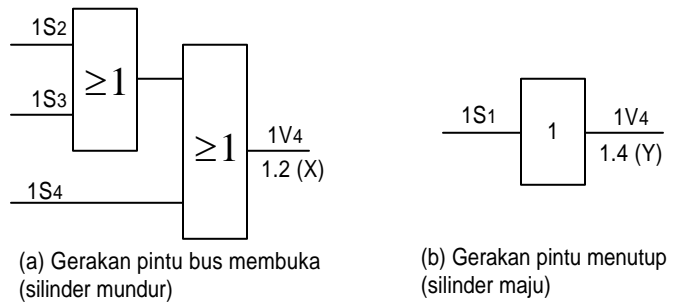 1S2
≥1
1S3
1S4
≥1
1V4
1.2 (X)
(a) Gerakan pintu bus membuka
(silinder mundur)
1S1
1
1V4
1.4 (Y)
(b) Gerakan pintu menutup
(silinder maju)